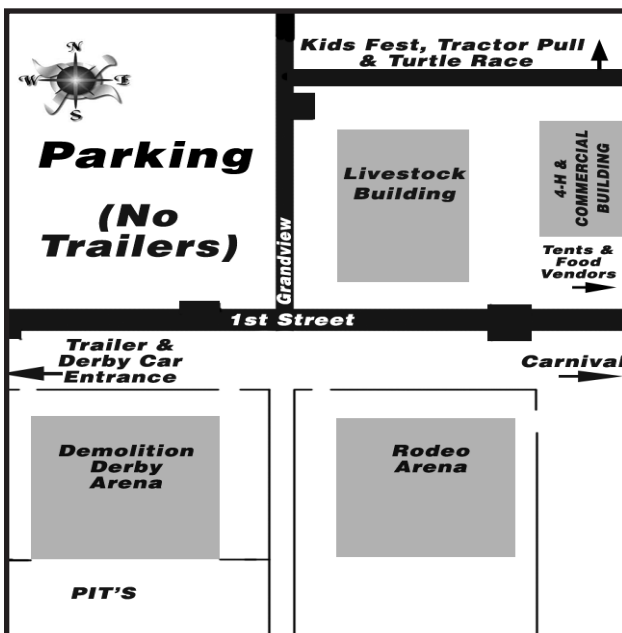 N
W E
S
Kids Fest, Tractor Pull
& Turtle Race
Parking
(No
Trailers)
Grandview
Livestock
Building
4-H &
COMMERCIAL
BUILDING
Tents &
Food
Vendors
1st Street
Trailer &
Derby Car
Entrance
Carnival
Demolition
Derby
Arena
Rodeo
Arena
PIT'S